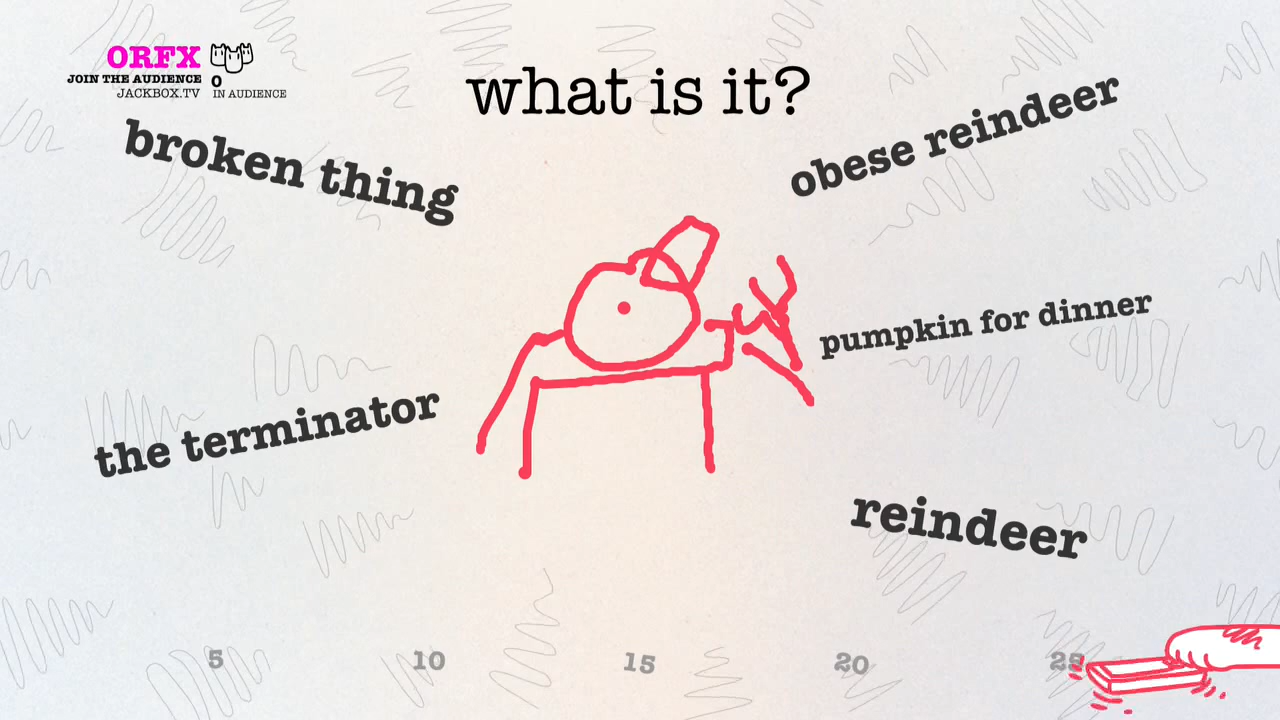 ORFX
JOIN THE AUDIENCE
JACKBOX.TV
0
IN AUDIENCE
what is it?
broken thing
obese reindeer
pumpkin for dinner
the terminator
reindeer
5
10
15
20